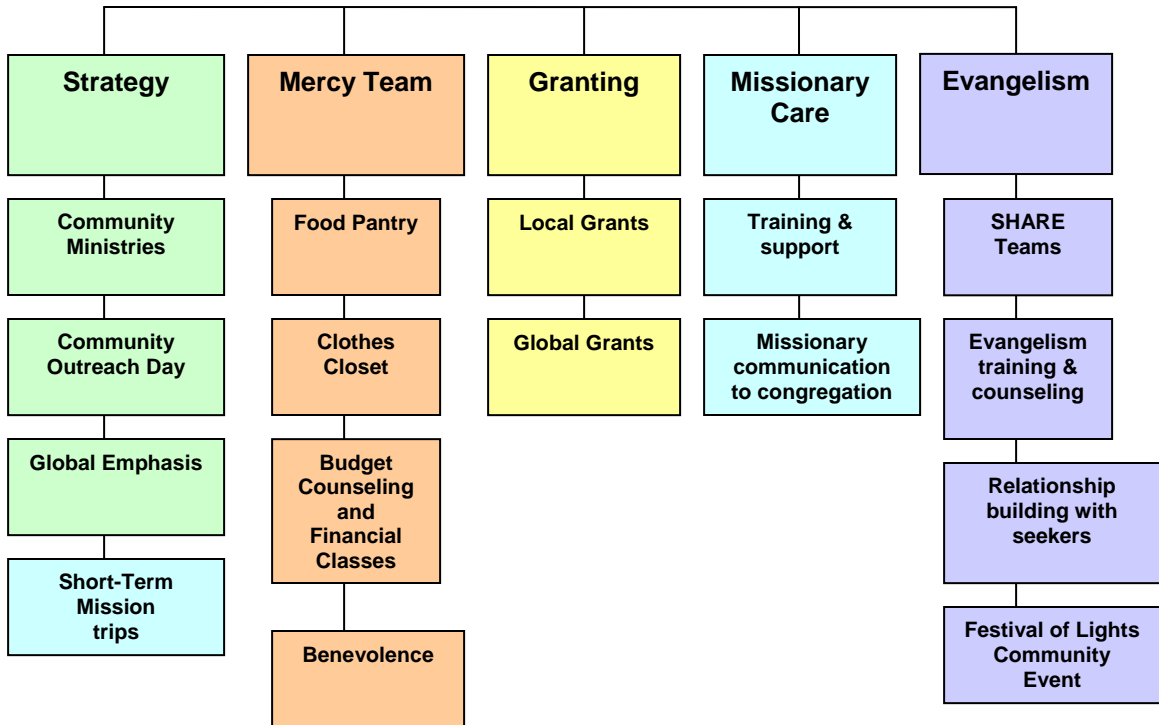 Strategy
Community
Ministries
Community
Outreach Day
Global Emphasis
Short-Term
Mission
trips
Mercy Team
Food Pantry
Clothes
Closet
Budget
Counseling
and
Financial
Classes
Benevolence
Granting
Local Grants
Global Grants
Missionary
Care
Training &
support
Missionary
communication
to congregation
Evangelism
SHARE
Teams
Evangelism
training &
counseling
Relationship
building with
seekers
Festival of Lights
Community
Event